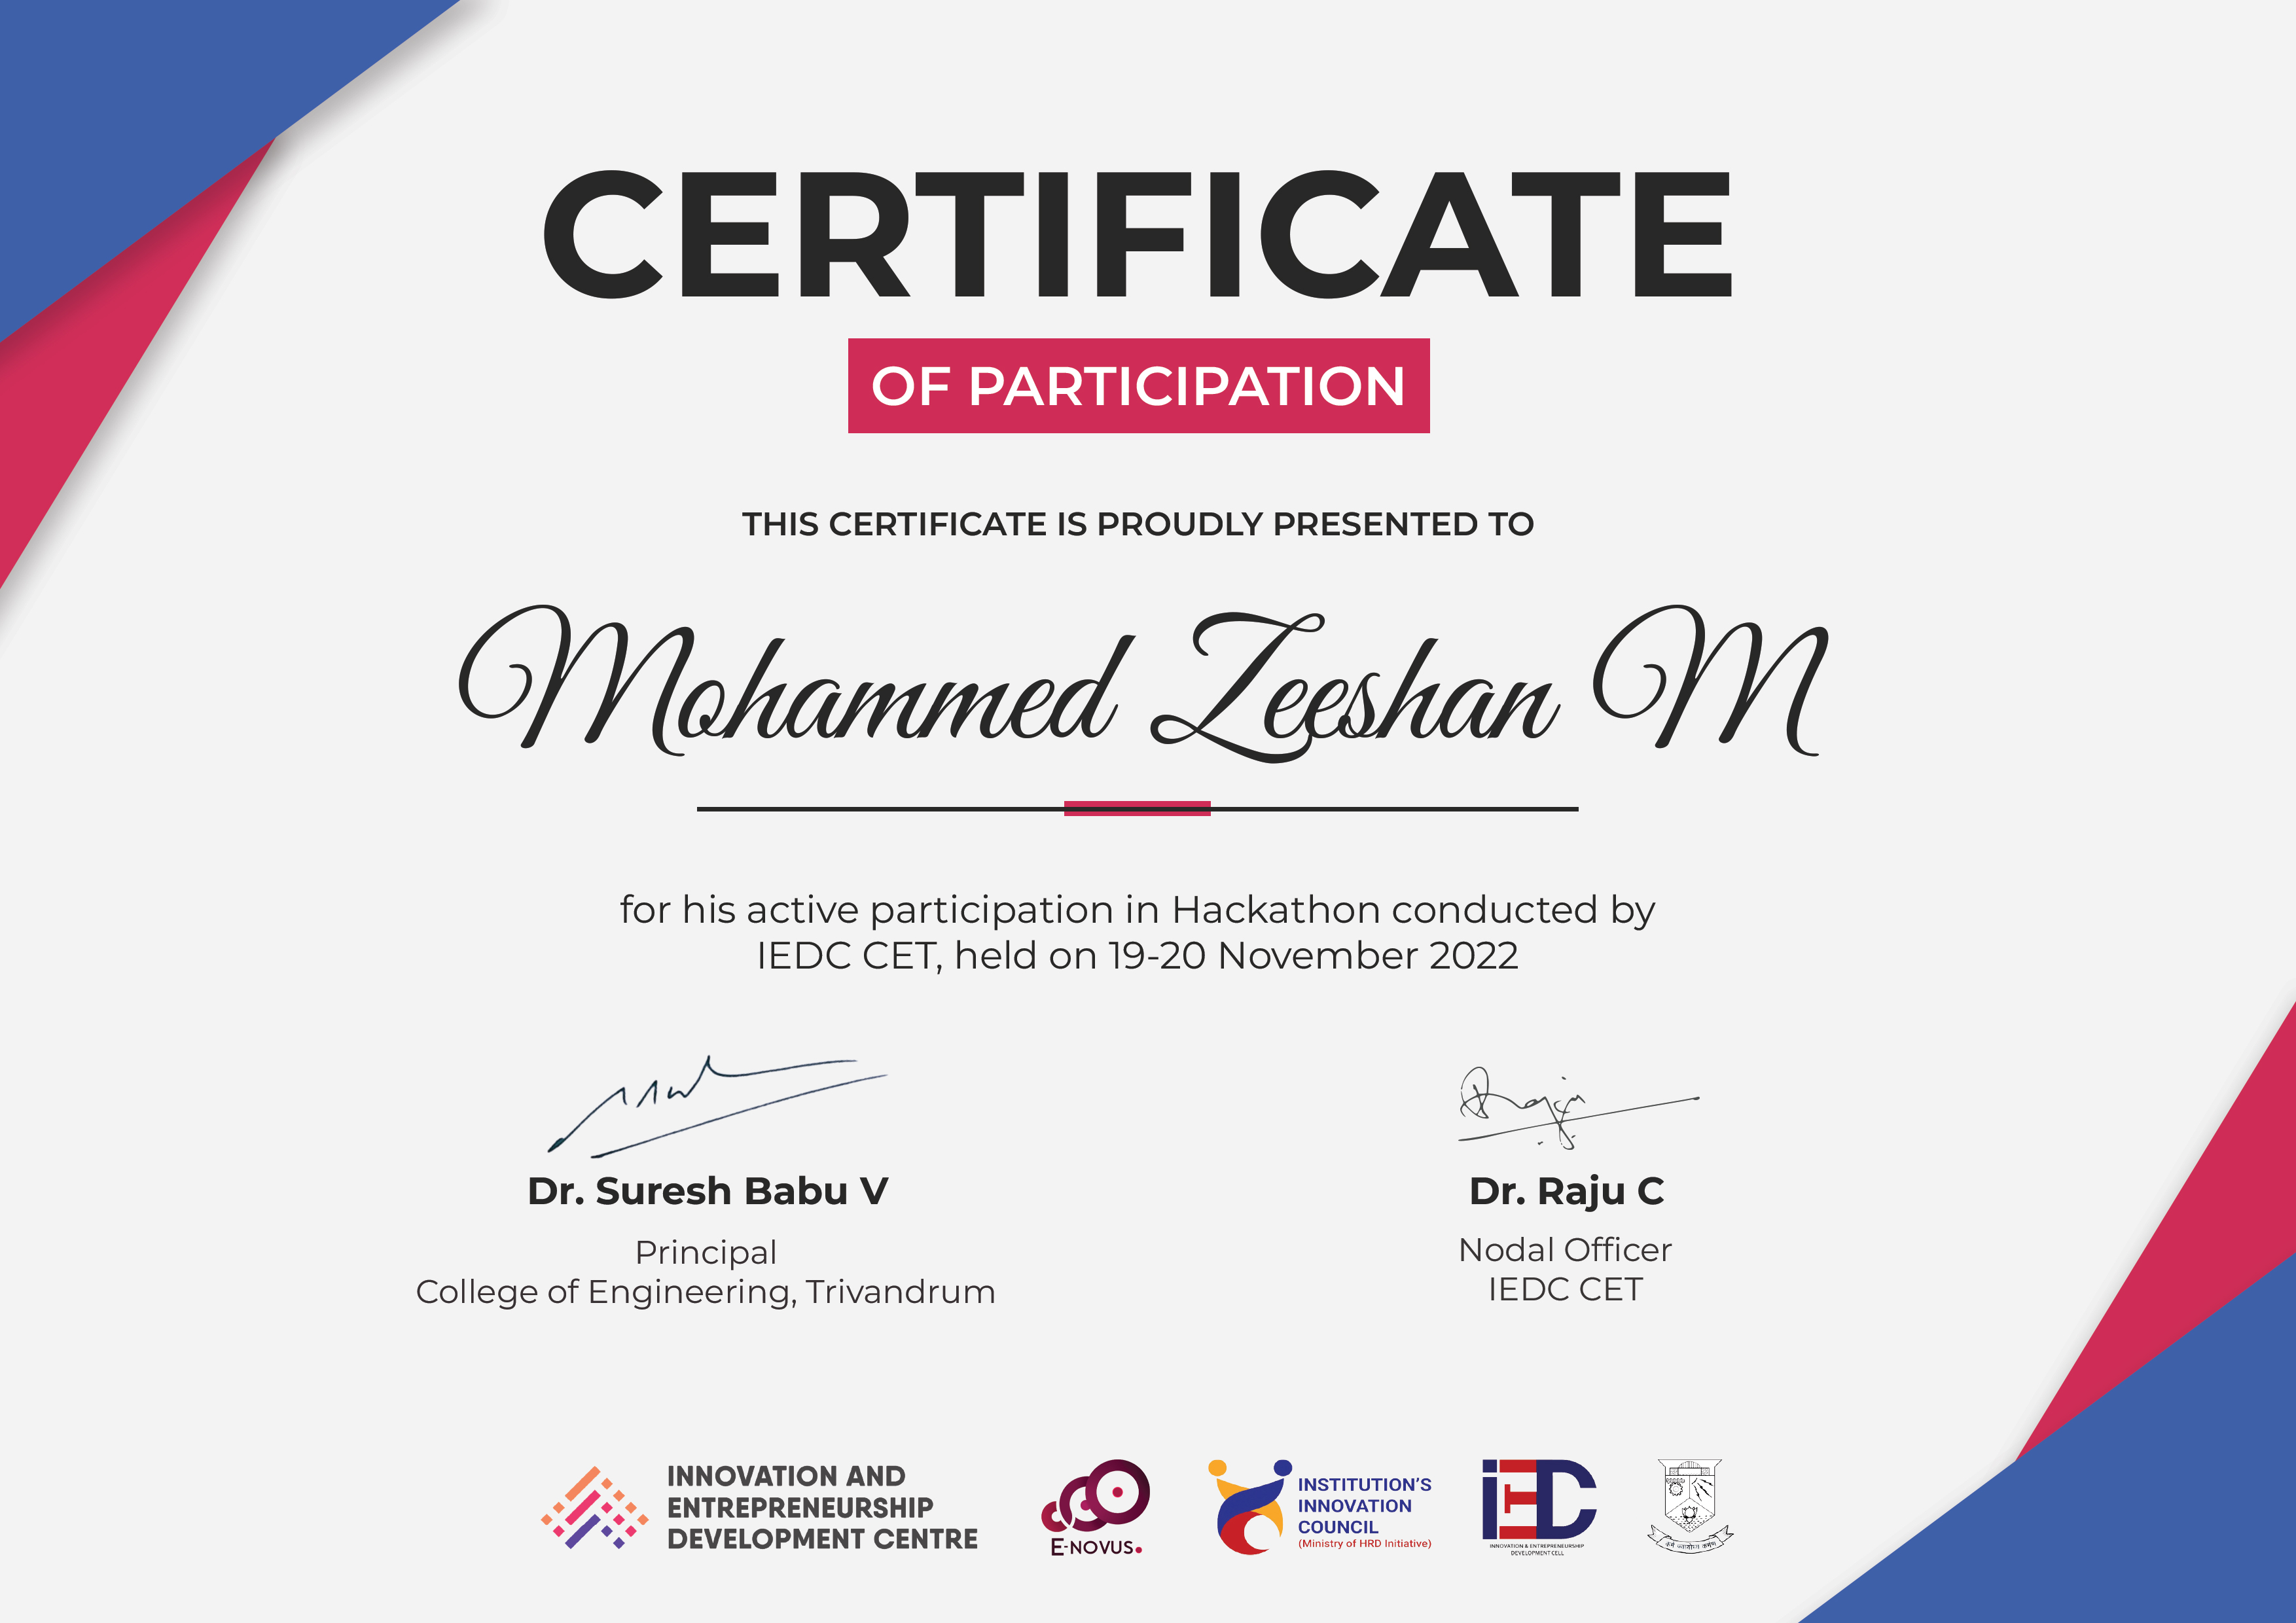 CERTIFICATE
OF PARTICIPATION
THIS CERTIFICATE IS PROUDLY PRESENTED TO
Mohammed Zeeshan M
for his active participation in Hackathon conducted by
IEDC CET, held on 19-20 November 2022
Dr. Suresh Babu V
Principal
College of Engineering, Trivandrum
Raju
Dr. Raju C
Nodal Officer
IEDC CET
INNOVATION AND
ENTREPRENEURSHIP
DEVELOPMENT CENTRE
E-NOVUS.
INSTITUTION'S
INNOVATION
COUNCIL
(Ministry of HRD Initiative)
iEDC
INNOVATION & ENTREPRENEURSHIP
DEVELOPMENT CELL